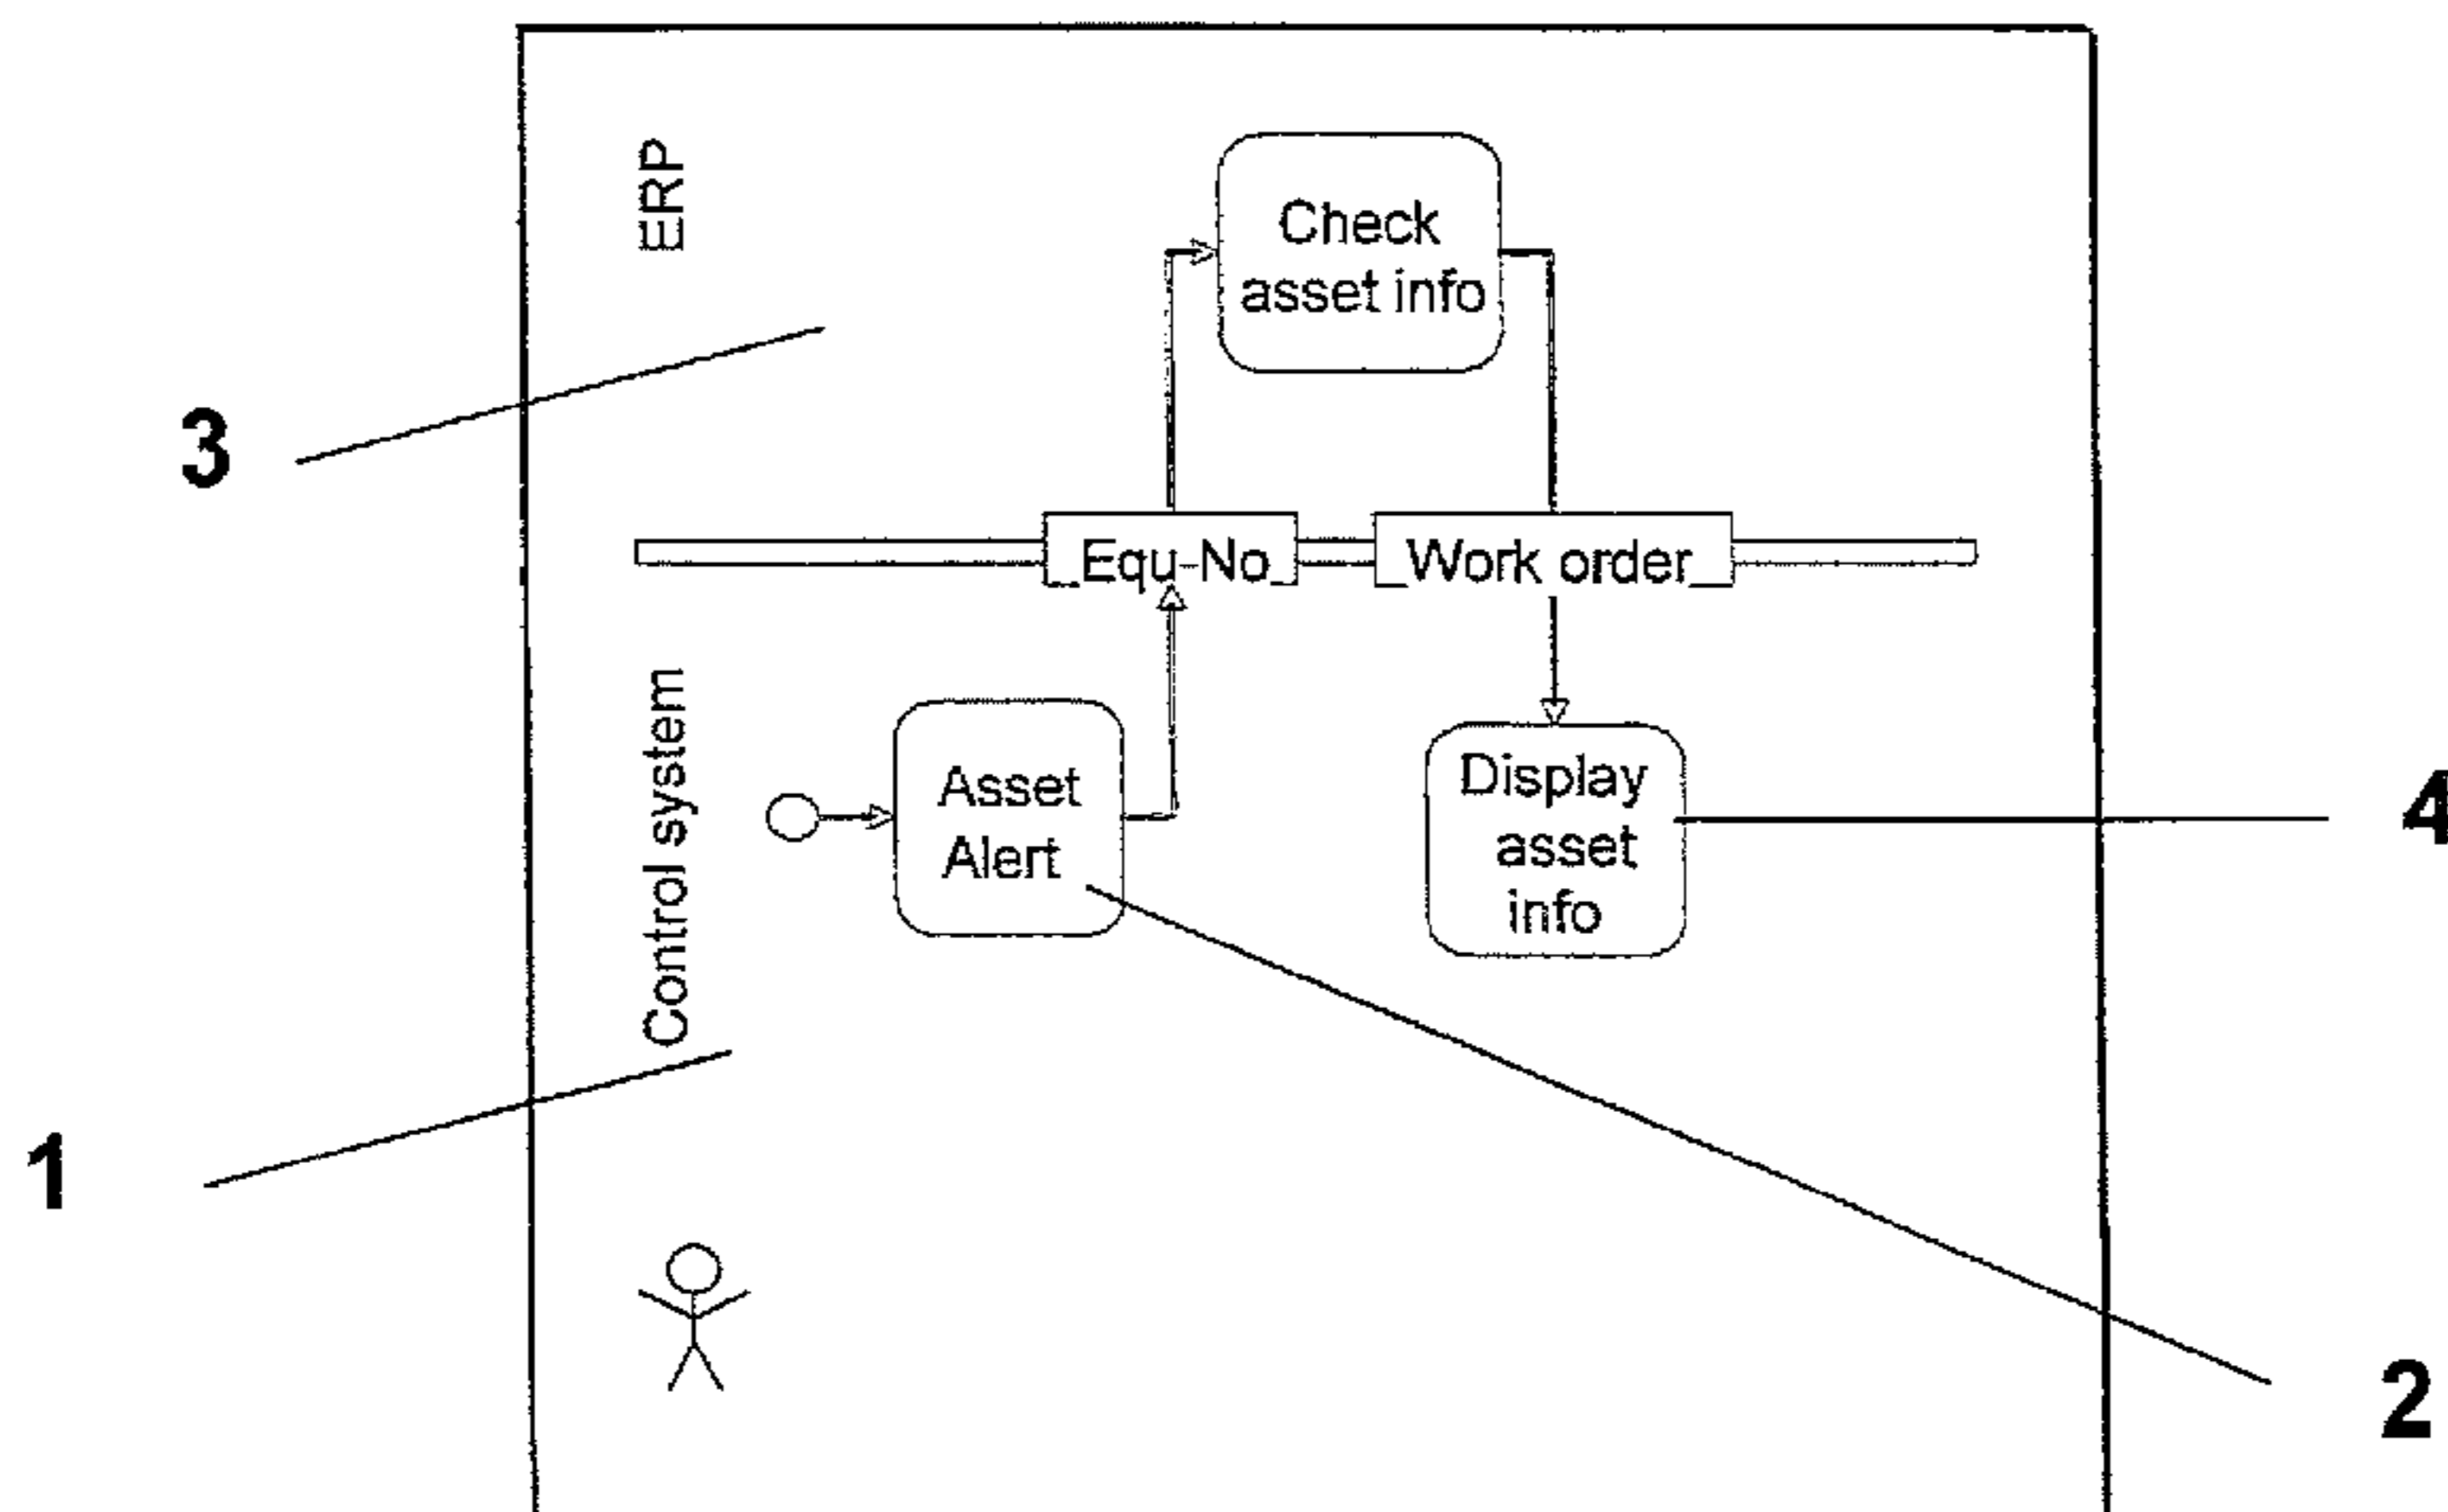 ERP
Check
asset info
3
Equ-No
Work order
Control system
Asset
Alert
Display
asset
info
4
1
2